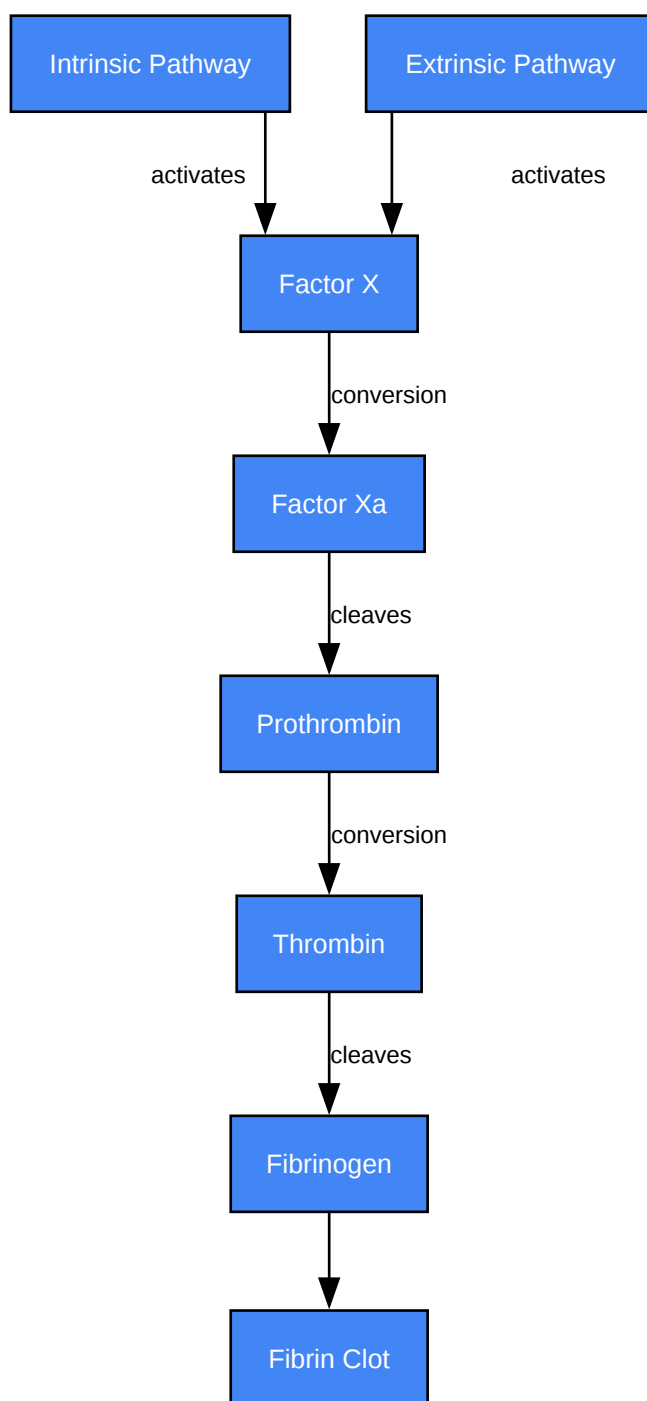 Intrinsic Pathway
Extrinsic Pathway
activates
activates
Factor X
conversion
Factor Xa
cleaves
Prothrombin
conversion
Thrombin
cleaves
Fibrinogen
Fibrin Clot